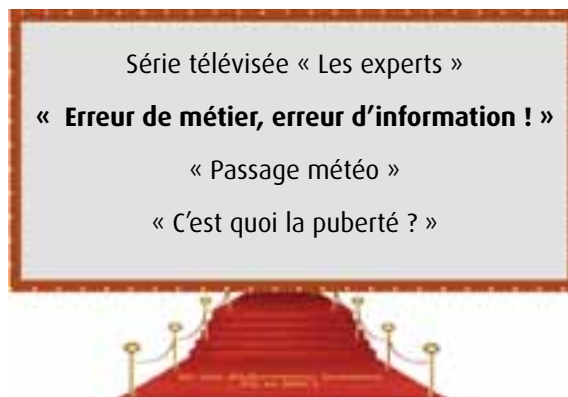 Série télévisée « Les experts »
« Erreur de métier, erreur d’information ! »
« Passage météo »
« C’est quoi la puberté ? »